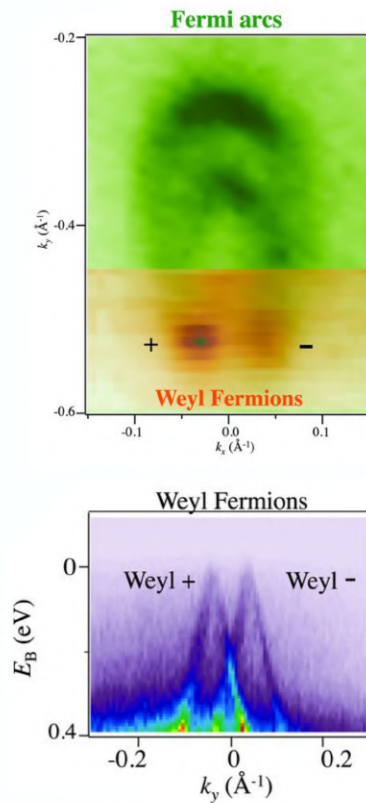 Fermi arcs
-0.2
-0.4
-0.6
k_y (Å⁻¹)
+ −
Weyl Fermions
-0.1 0.0 0.1
k_x (Å⁻¹)
Weyl Fermions
0
Weyl + Weyl −
E_B (eV)
0.4
-0.2 0 0.2
k_y (Å⁻¹)